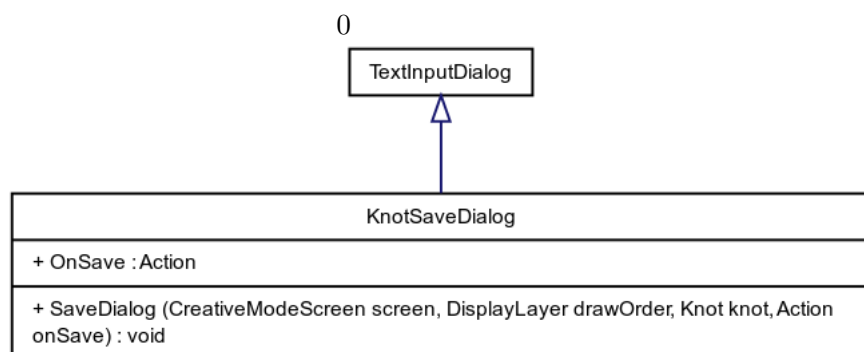 0
TextInputDialog
KnotSaveDialog
+ OnSave : Action
+ SaveDialog (CreativeModeScreen screen, DisplayLayer drawOrder, Knot knot, Action
onSave) : void